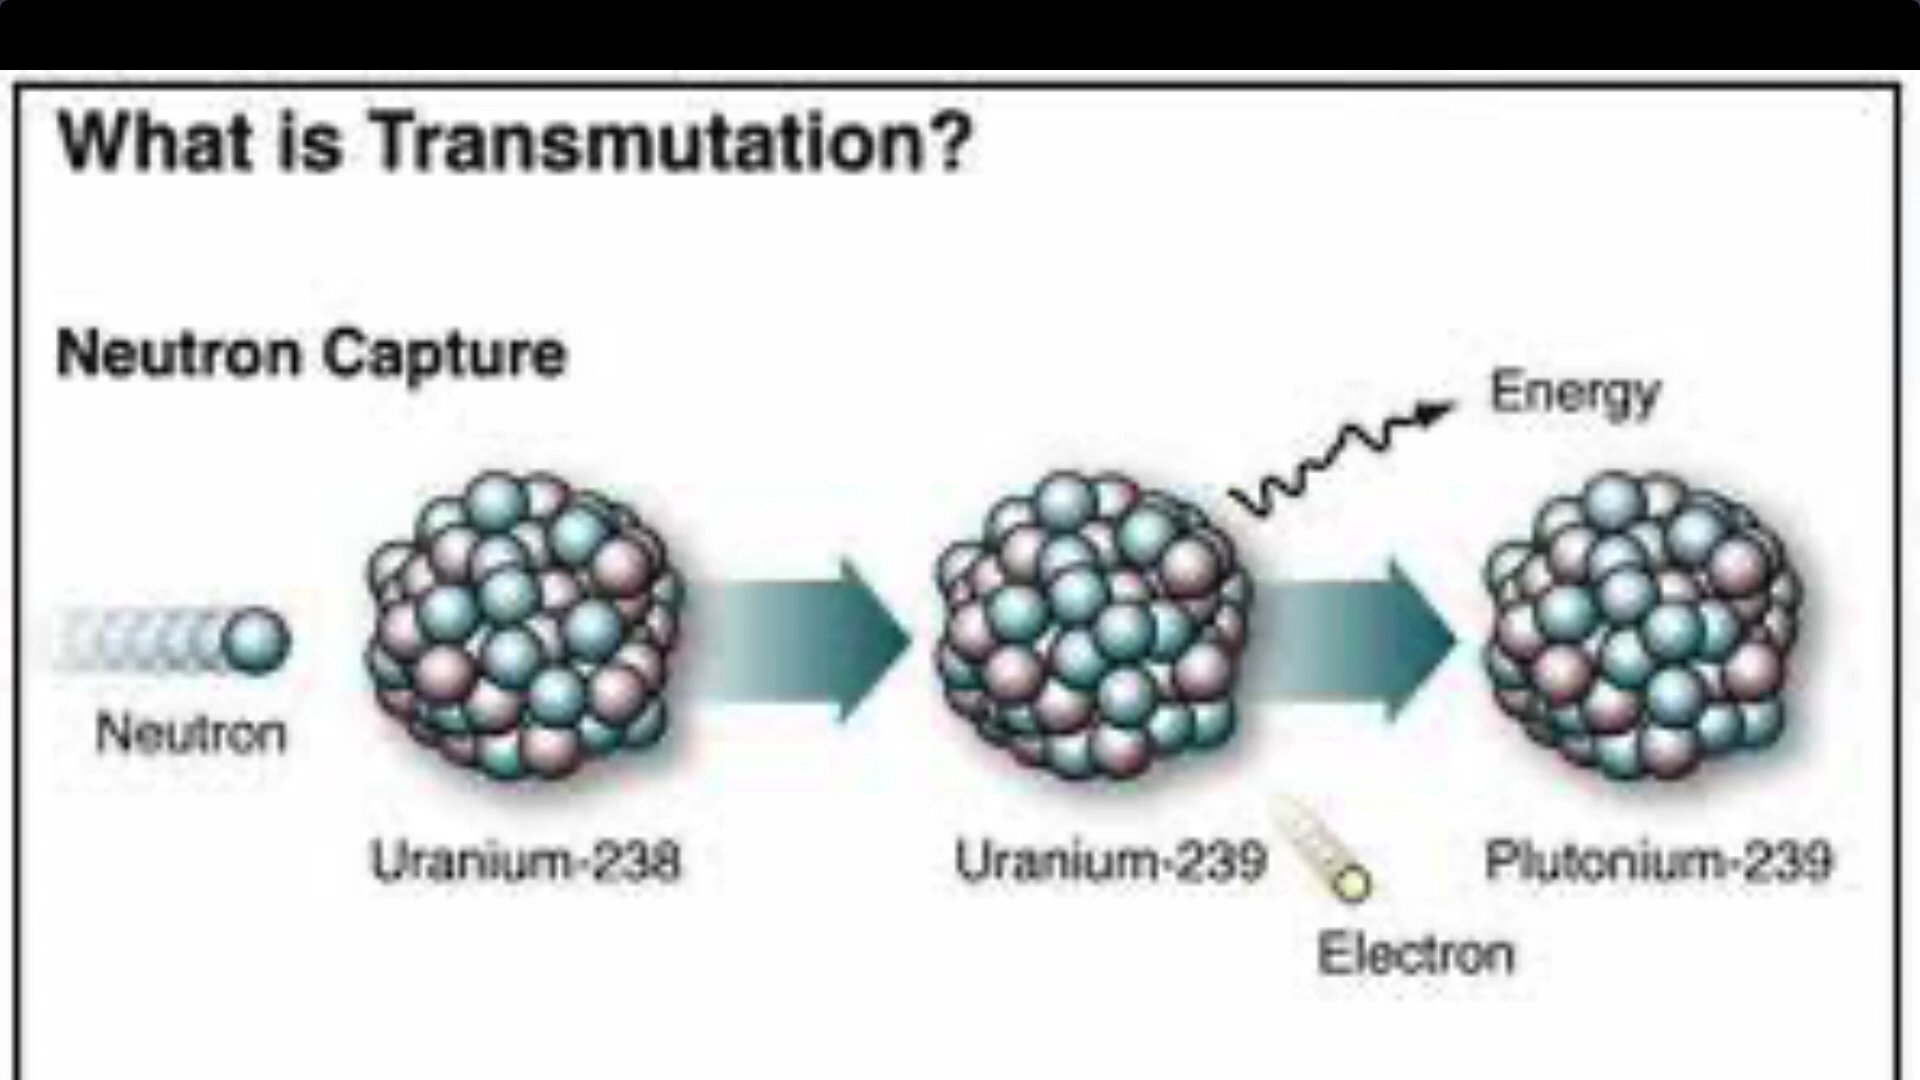 What is Transmutation?
Neutron Capture
Energy
Neutron
Uranium-238
Uranium-239
Plutonium-239
Electron